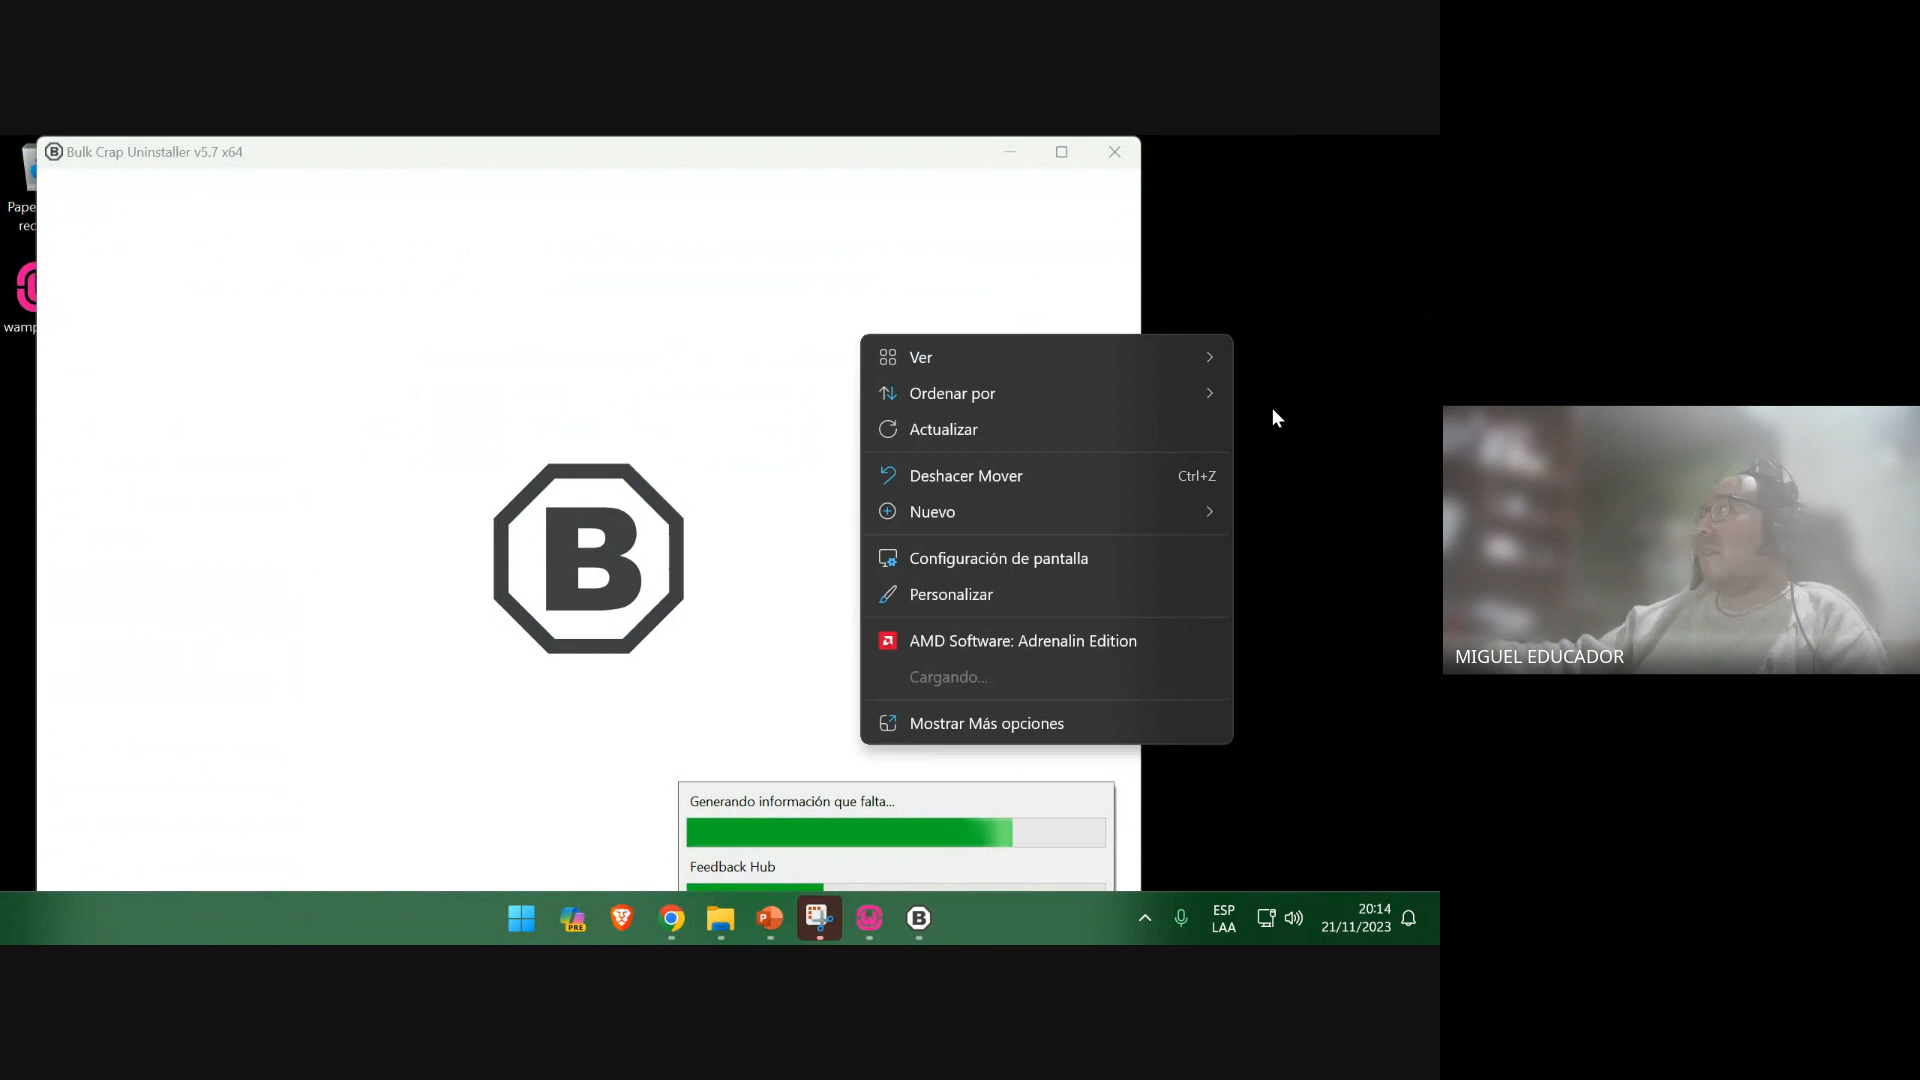 Bulk Crap Uninstaller v5.7 x64
Pape
rec
wamp
B
Ver
Ordenar por
Actualizar
Deshacer Mover Ctrl+Z
Nuevo
Configuración de pantalla
Personalizar
AMD Software: Adrenalin Edition
Cargando...
Mostrar Más opciones
Generando información que falta...
Feedback Hub
MIGUEL EDUCADOR
PRE
ESP
LAA
20:14
21/11/2023